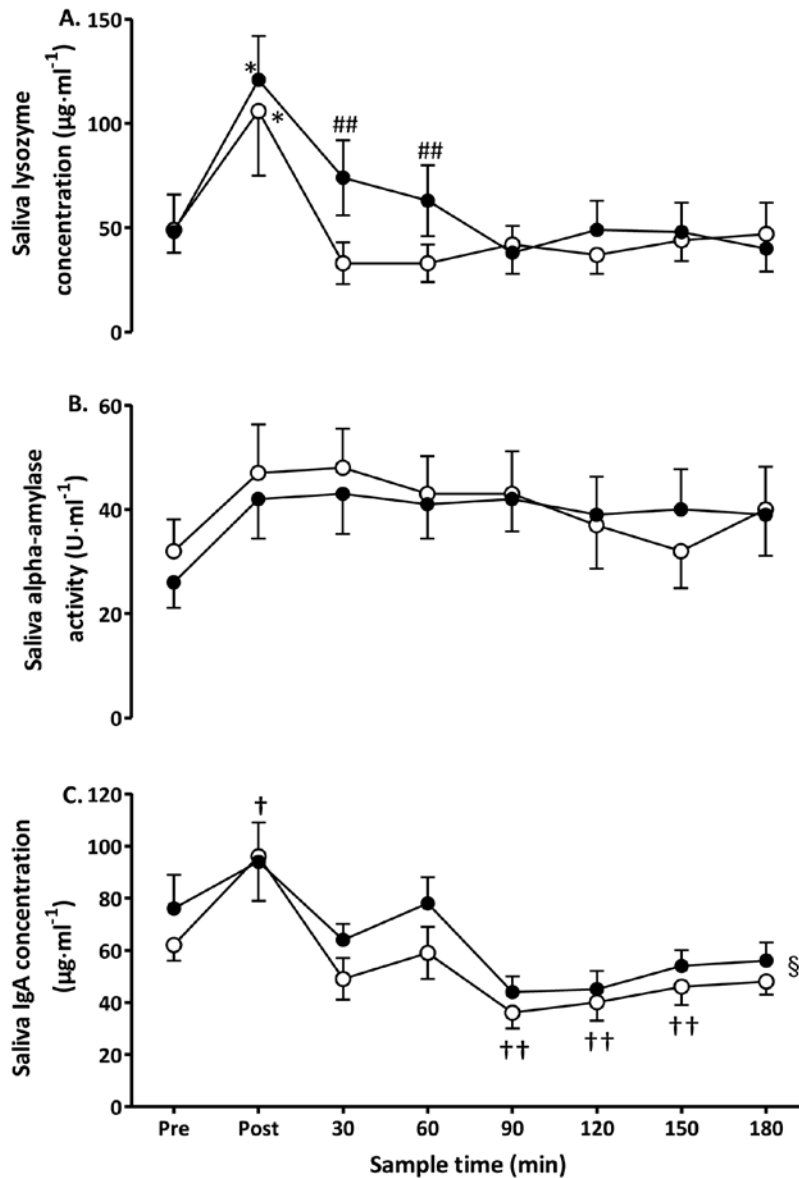 A.
Saliva lysozyme
concentration (µg·ml⁻¹)
150
100
50
0
*
*
##
##
B.
Saliva alpha-amylase
activity (U·ml⁻¹)
60
40
20
0
C.
Saliva IgA concentration
(µg·ml⁻¹)
120
100
80
60
40
20
0
†
††
††
††
§
Pre Post 30 60 90 120 150 180
Sample time (min)